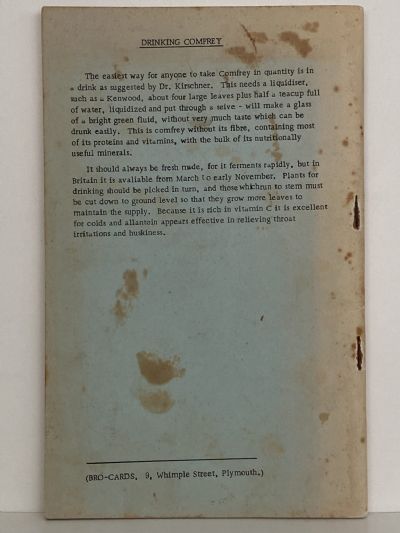 DRINKING COMFREY
The easiest way for anyone to take Comfrey in quantity is in
a drink as suggested by Dr. Kirschner. This needs a liquidiser,
such as a Kenwood, about four large leaves plus half a teacup full
of water, liquidized and put through a seive - will make a glass
of a bright green fluid, without very much taste which can be
drunk easily. This is comfrey without its fibre, containing most
of its proteins and vitamins, with the bulk of its nutritionally
useful minerals.
It should always be fresh made, for it ferments rapidly, but in
Britain it is avaliable from March to early November. Plants for
drinking should be picked in turn, and those whichrun to stem must
be cut down to ground level so that they grow more leaves to
maintain the supply. Because it is rich in vitamin C it is excellent
for colds and allantoin appears effective in relieving throat
irritations and huskiness.
(BRO-CARDS, 9, Whimple Street, Plymouth.)